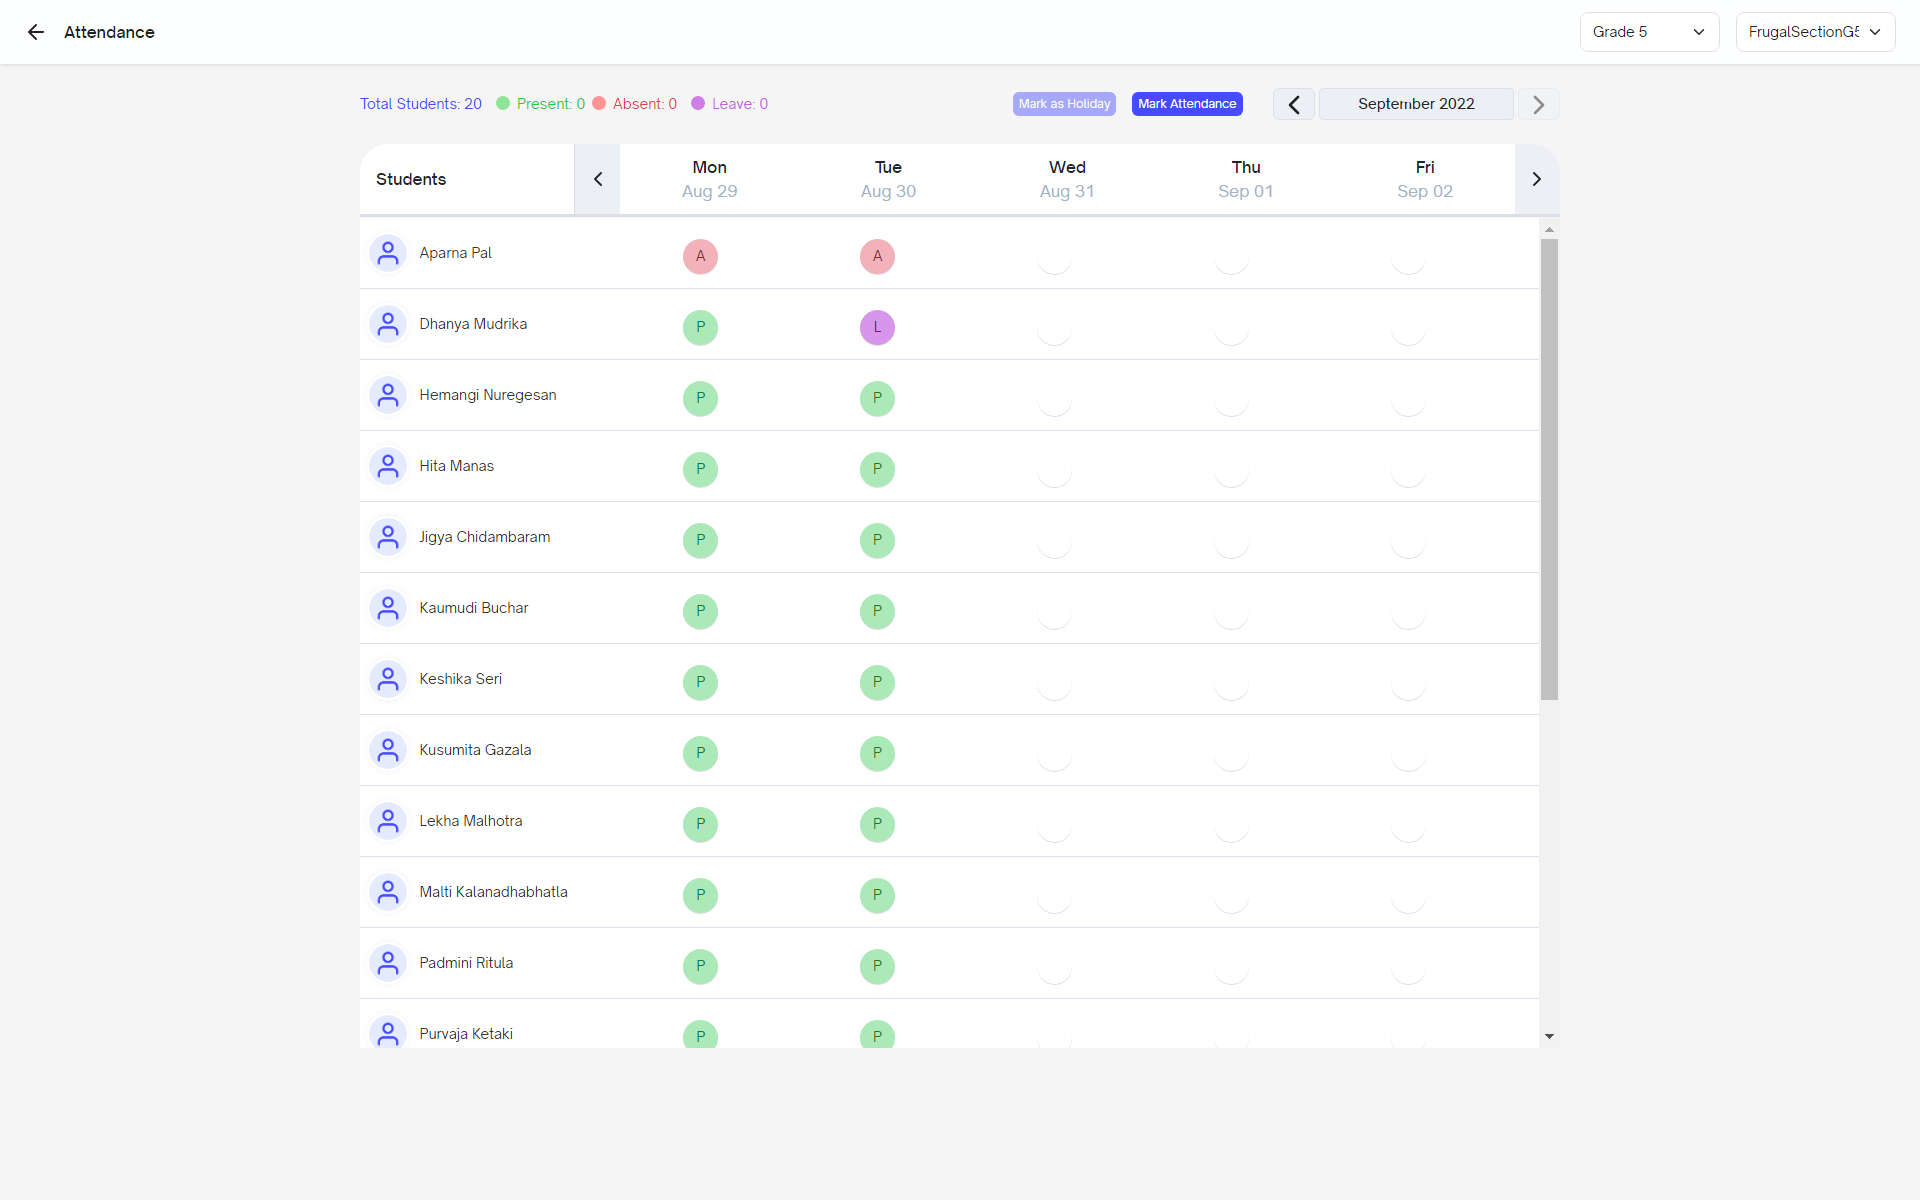 Attendance
Grade 5
FrugalSectionG5
Total Students: 20 Present: 0 Absent: 0 Leave: 0
Mark as Holiday
Mark Attendance
September 2022
Students
Mon Tue Wed Thu Fri
Aug 29 Aug 30 Aug 31 Sep 01 Sep 02
Aparna Pal A A
Dhanya Mudrika P L
Hemangi Nuregesan P P
Hita Manas P P
Jigya Chidambaram P P
Kaumudi Buchar P P
Keshika Seri P P
Kusumita Gazala P P
Lekha Malhotra P P
Malti Kalanadhabhatla P P
Padmini Ritula P P
Purvaja Ketaki P P